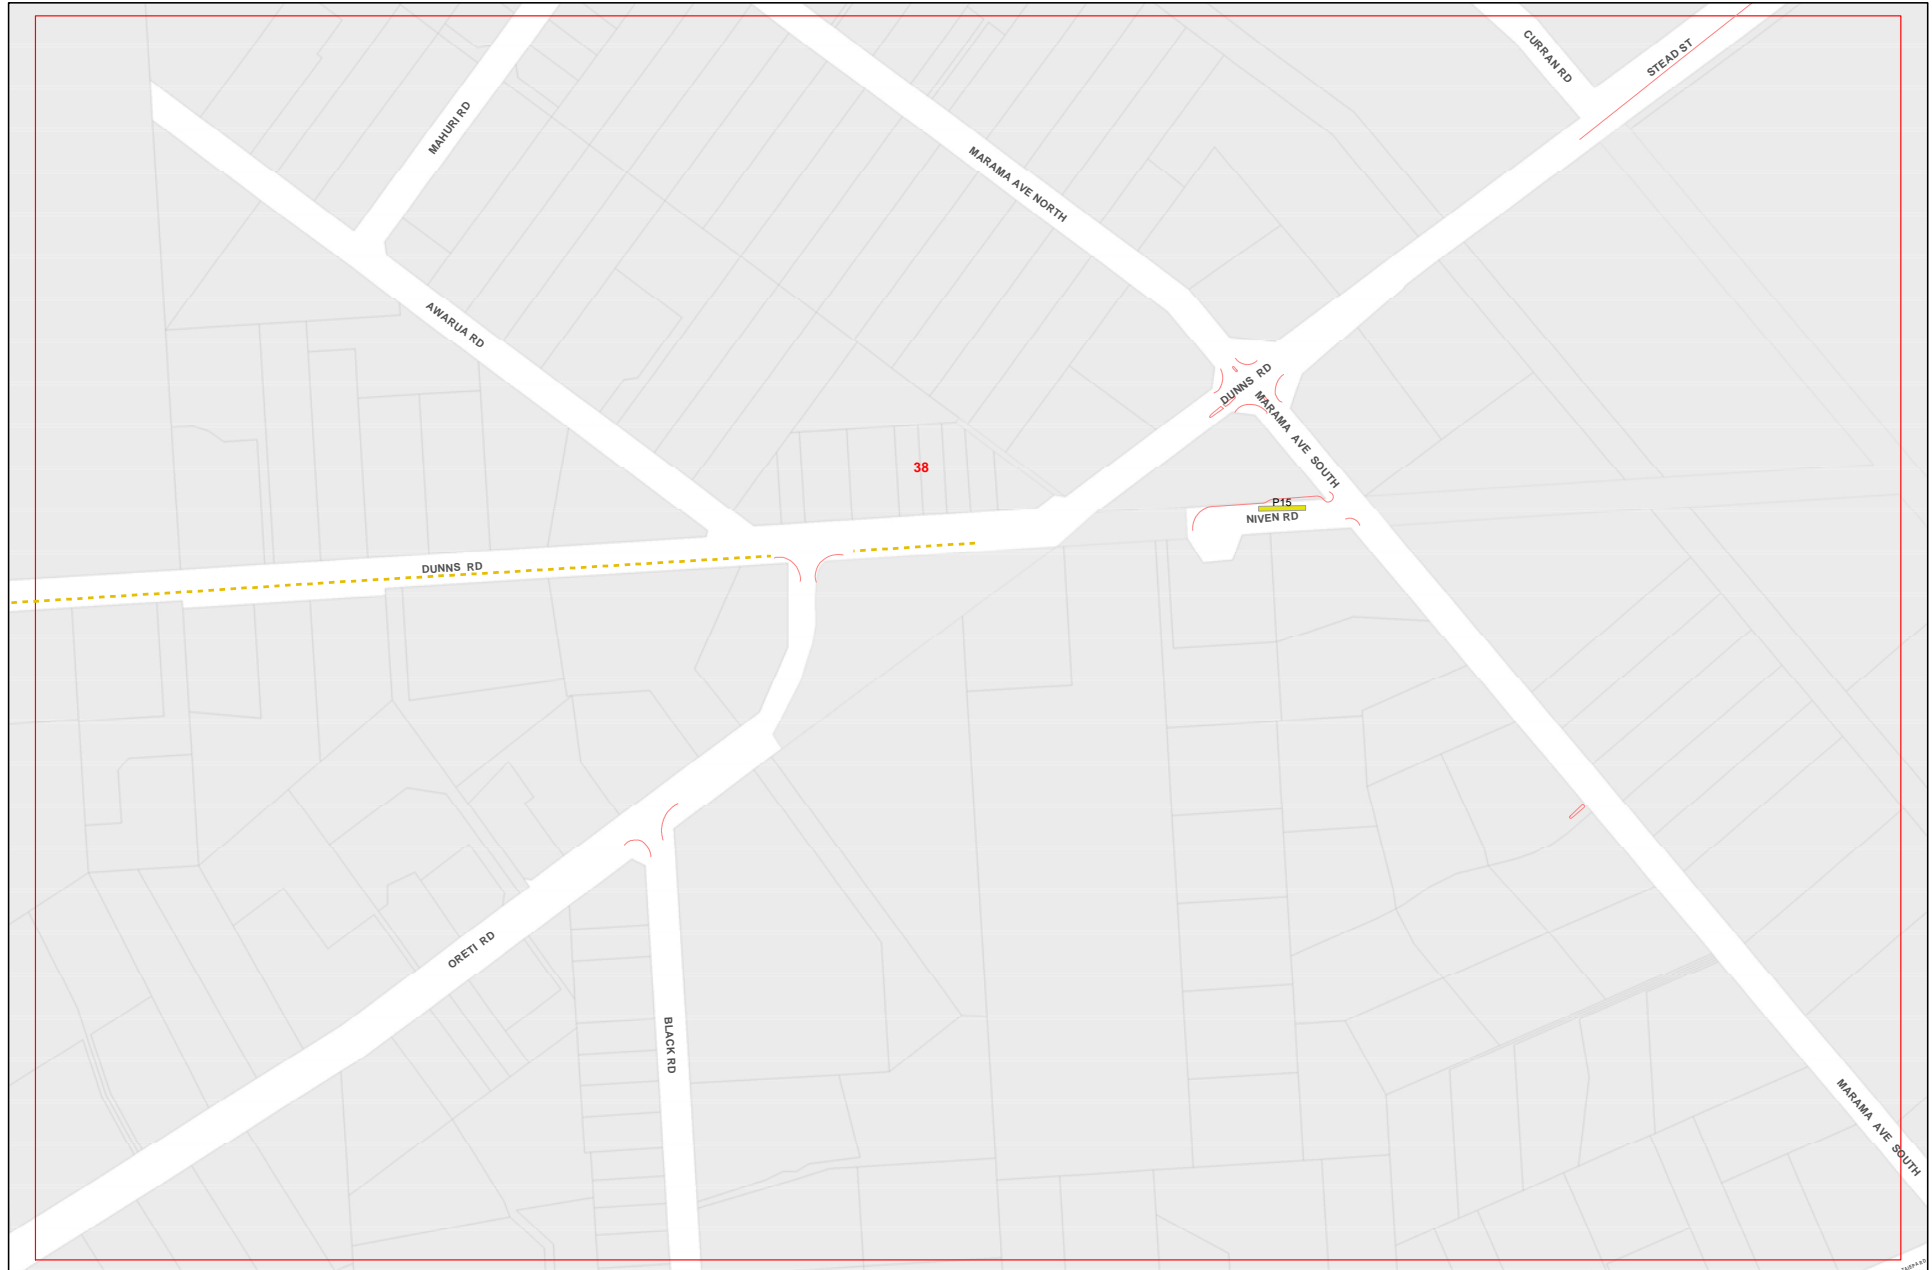 CURRAN RD
STEAD ST
MAHURI RD
MARAMA AVE NORTH
AWARUA RD
DUNNS RD
MARAMA AVE SOUTH
38
P15
NIVEN RD
DUNNS RD
ORETI RD
BLACK RD
MARAMA AVE SOUTH